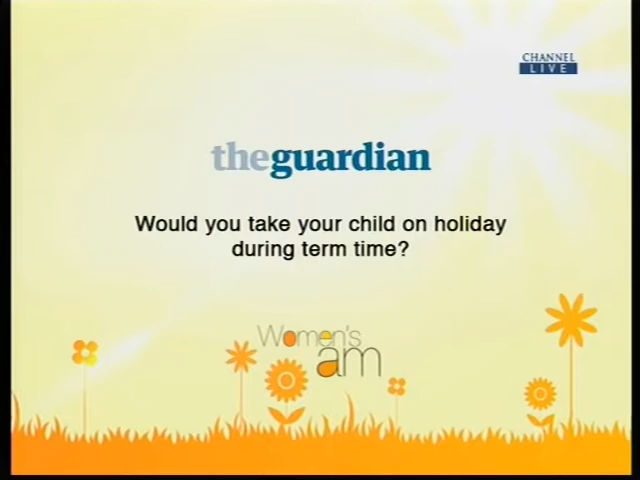 CHANNEL
LIVE
theguardian
Would you take your child on holiday
during term time?
Women's
am